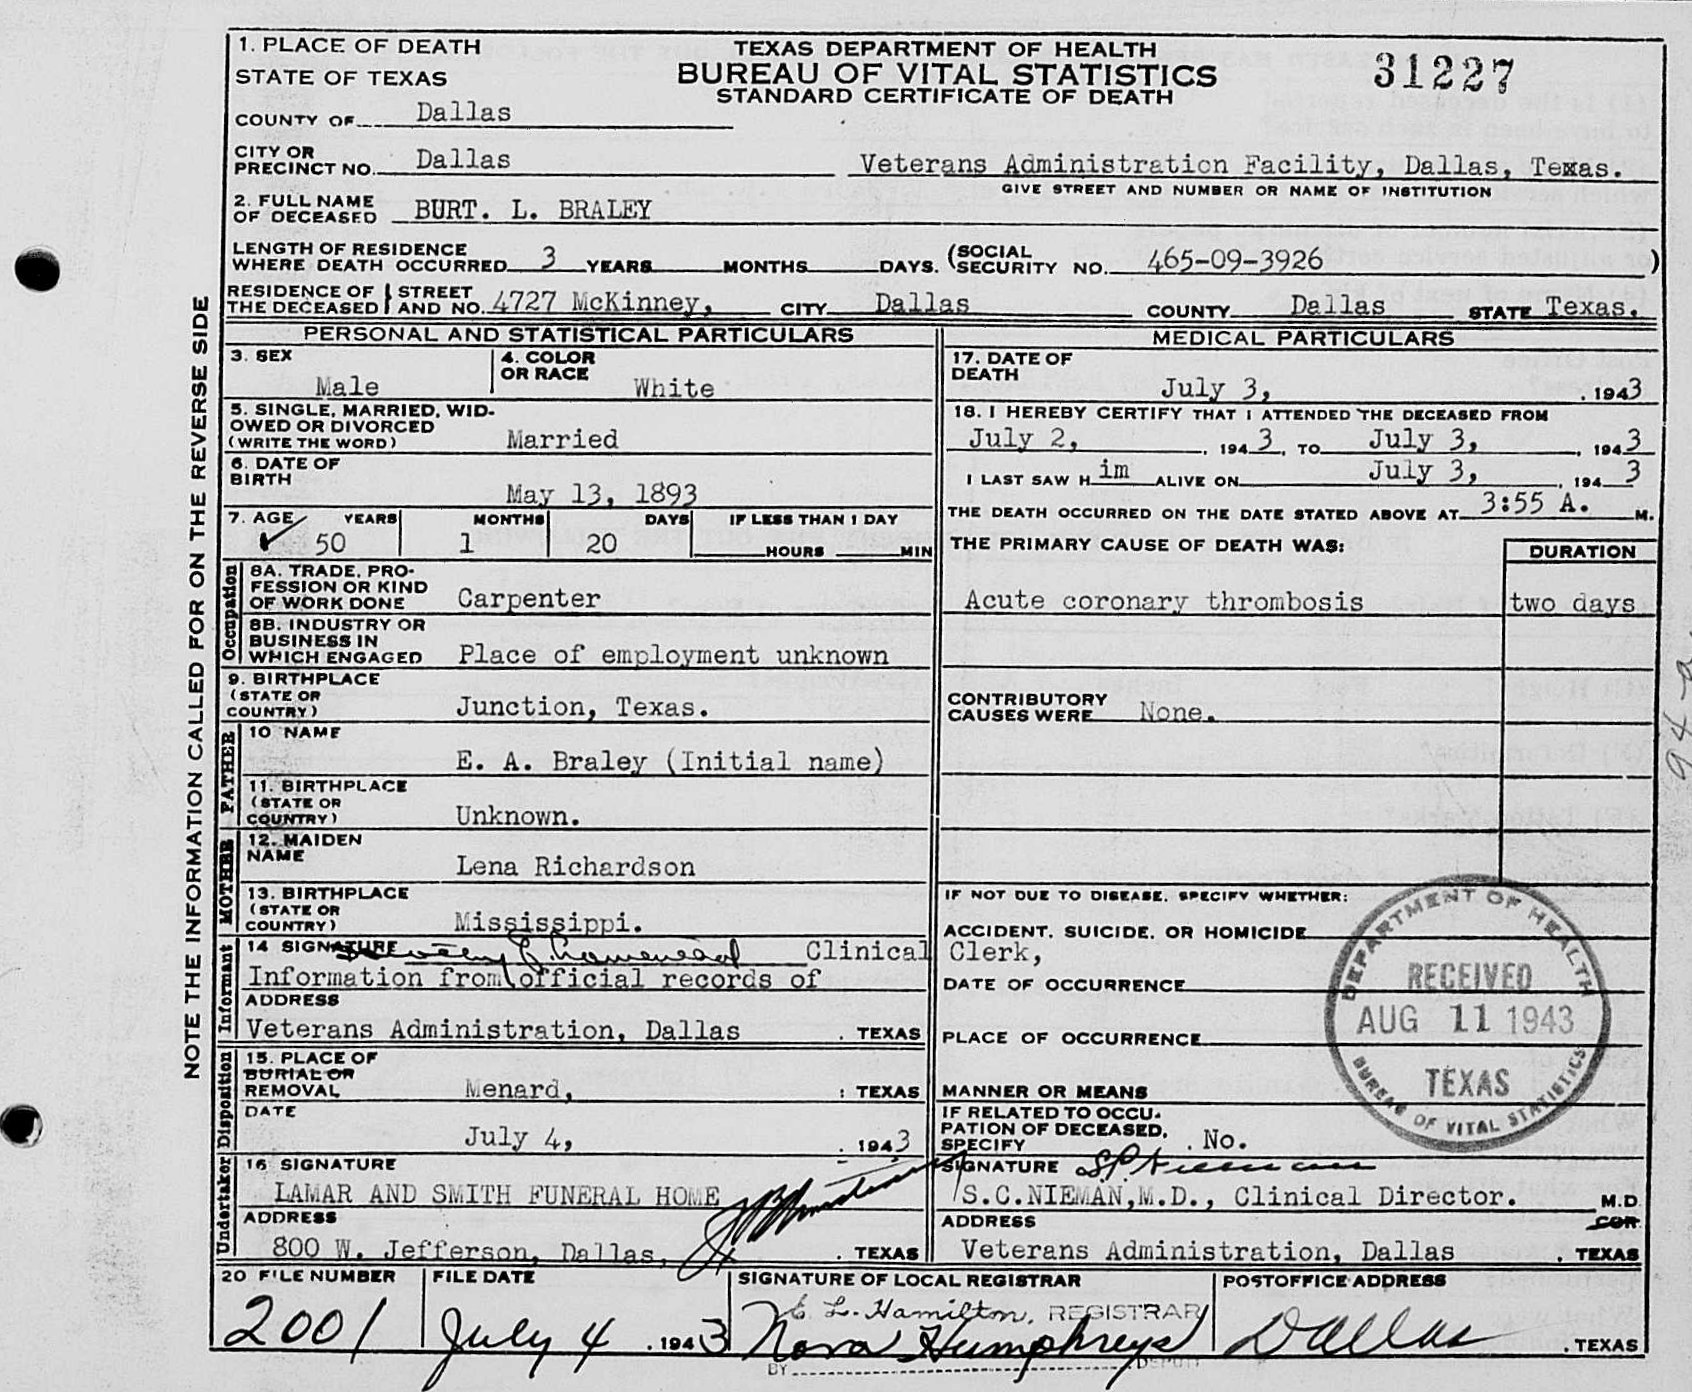 1. PLACE OF DEATH
STATE OF TEXAS
COUNTY OF Dallas
TEXAS DEPARTMENT OF HEALTH
BUREAU OF VITAL STATISTICS
STANDARD CERTIFICATE OF DEATH
31227
CITY OR
PRECINCT NO. Dallas
Veterans Administration Facility, Dallas, Texas.
GIVE STREET AND NUMBER OR NAME OF INSTITUTION
2. FULL NAME
OF DECEASED BURT. L. BRALEY
LENGTH OF RESIDENCE
WHERE DEATH OCCURRED 3 YEARS MONTHS DAYS. (SOCIAL SECURITY NO. 465-09-3926 )
RESIDENCE OF THE DECEASED } STREET AND NO. 4727 McKinney, CITY Dallas COUNTY Dallas STATE Texas.
NOTE THE INFORMATION CALLED FOR ON THE REVERSE SIDE
PERSONAL AND STATISTICAL PARTICULARS
3. SEX
Male
4. COLOR
OR RACE White
5. SINGLE, MARRIED, WID-
OWED OR DIVORCED
(WRITE THE WORD) Married
6. DATE OF
BIRTH May 13, 1893
7. AGE YEARS MONTHS DAYS IF LESS THAN 1 DAY
50 1 20 HOURS MIN
Occupation
8A. TRADE, PRO-
FESSION OR KIND
OF WORK DONE Carpenter
8B. INDUSTRY OR
BUSINESS IN
WHICH ENGAGED Place of employment unknown
9. BIRTHPLACE
(STATE OR
COUNTRY) Junction, Texas.
FATHER
10 NAME
E. A. Braley (Initial name)
11. BIRTHPLACE
(STATE OR
COUNTRY) Unknown.
MOTHER
12. MAIDEN
NAME Lena Richardson
13. BIRTHPLACE
(STATE OR
COUNTRY) Mississippi.
Informant
14 SIGNATURE Clinical Clerk,
Information from official records of
ADDRESS
Veterans Administration, Dallas . TEXAS
Disposition
15. PLACE OF
BURIAL OR
REMOVAL Menard, : TEXAS
DATE
July 4, . 1943
Undertaker
16 SIGNATURE
LAMAR AND SMITH FUNERAL HOME
ADDRESS
800 W. Jefferson, Dallas, . TEXAS
MEDICAL PARTICULARS
17. DATE OF
DEATH July 3, . 1943
18. I HEREBY CERTIFY THAT I ATTENDED THE DECEASED FROM
July 2, . 1943, TO July 3, . 1943
I LAST SAW Him ALIVE ON July 3, . 1943
THE DEATH OCCURRED ON THE DATE STATED ABOVE AT 3:55 A. M.
THE PRIMARY CAUSE OF DEATH WAS: DURATION
Acute coronary thrombosis two days
CONTRIBUTORY
CAUSES WERE None.
IF NOT DUE TO DISEASE, SPECIFY WHETHER:
ACCIDENT, SUICIDE, OR HOMICIDE
DATE OF OCCURRENCE
PLACE OF OCCURRENCE
MANNER OR MEANS
IF RELATED TO OCCU-
PATION OF DECEASED,
SPECIFY . No.
SIGNATURE
S.C.NIEMAN,M.D., Clinical Director. M.D.
COR.
ADDRESS
Veterans Administration, Dallas . TEXAS
DEPARTMENT OF HEALTH
RECEIVED
AUG 11 1943
TEXAS
BUREAU OF VITAL STATISTICS
20 FILE NUMBER
2001
FILE DATE
July 4 . 1943
SIGNATURE OF LOCAL REGISTRAR
E. L. Hamilton, REGISTRAR
Nora Humphreys
BY DEPUTY
POSTOFFICE ADDRESS
Dallas . TEXAS